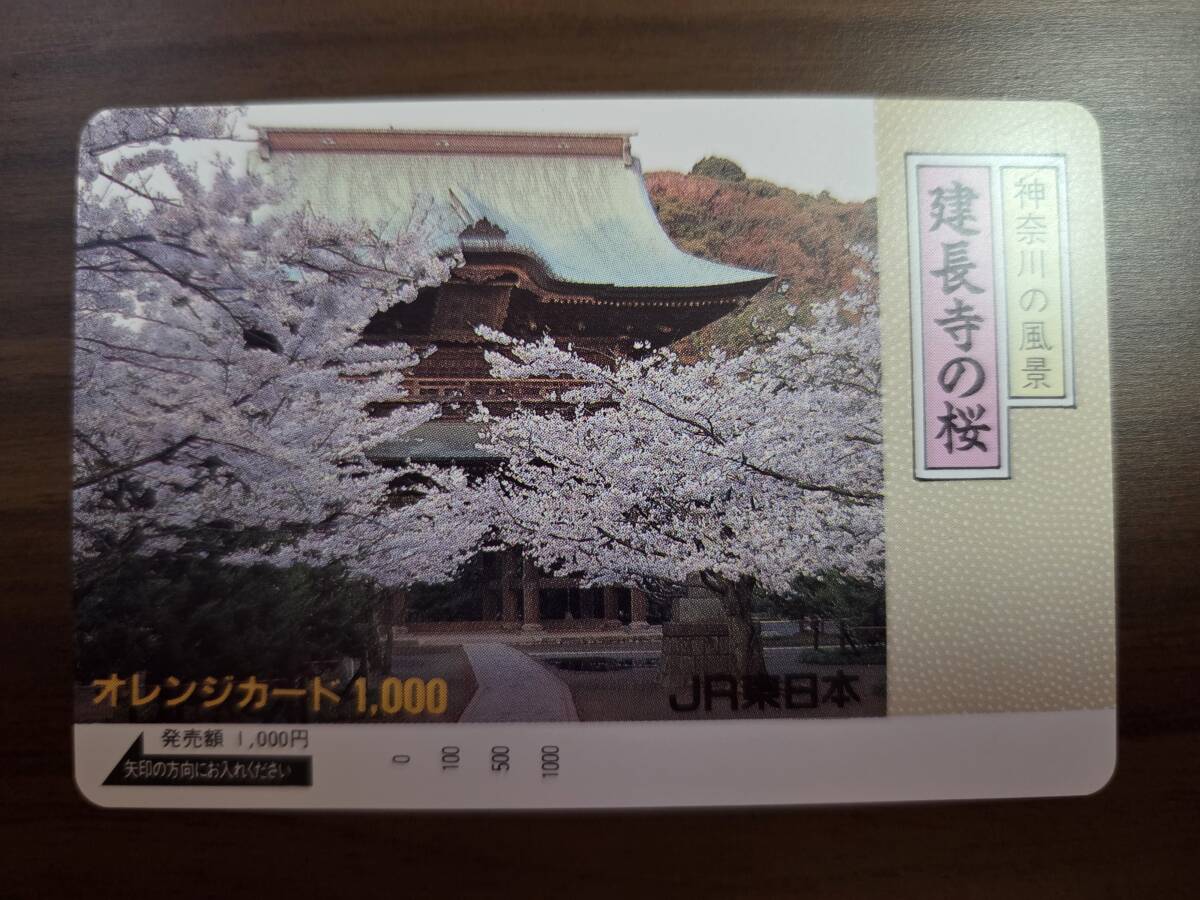 神奈川の風景
建長寺の桜
オレンジカード 1,000
JR東日本
発売額 1,000円
矢印の方向にお入れください
0 100 500 1000